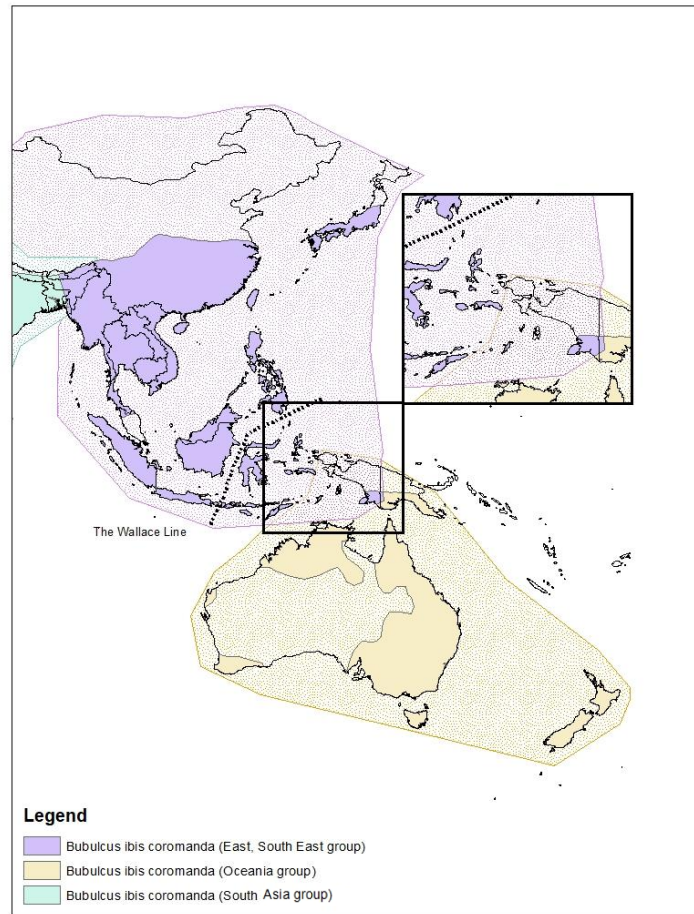 The Wallace Line
Legend
Bubulcus ibis coromanda (East, South East group)
Bubulcus ibis coromanda (Oceania group)
Bubulcus ibis coromanda (South Asia group)